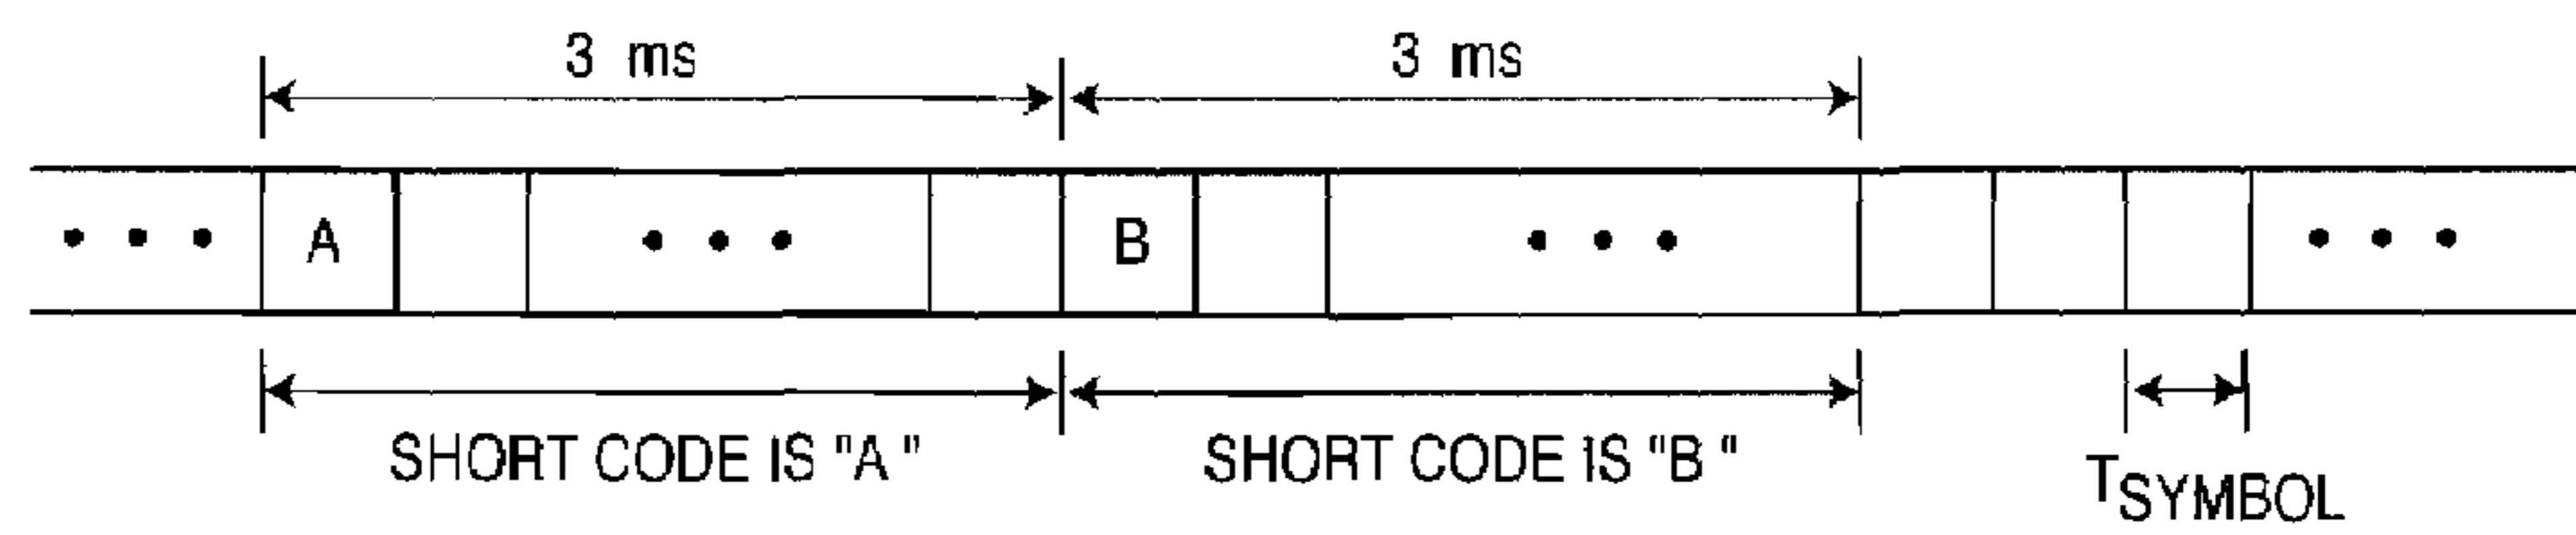 3 ms 3 ms
• • • A • • • B • • • • • •
SHORT CODE IS "A " SHORT CODE IS "B "
TSYMBOL